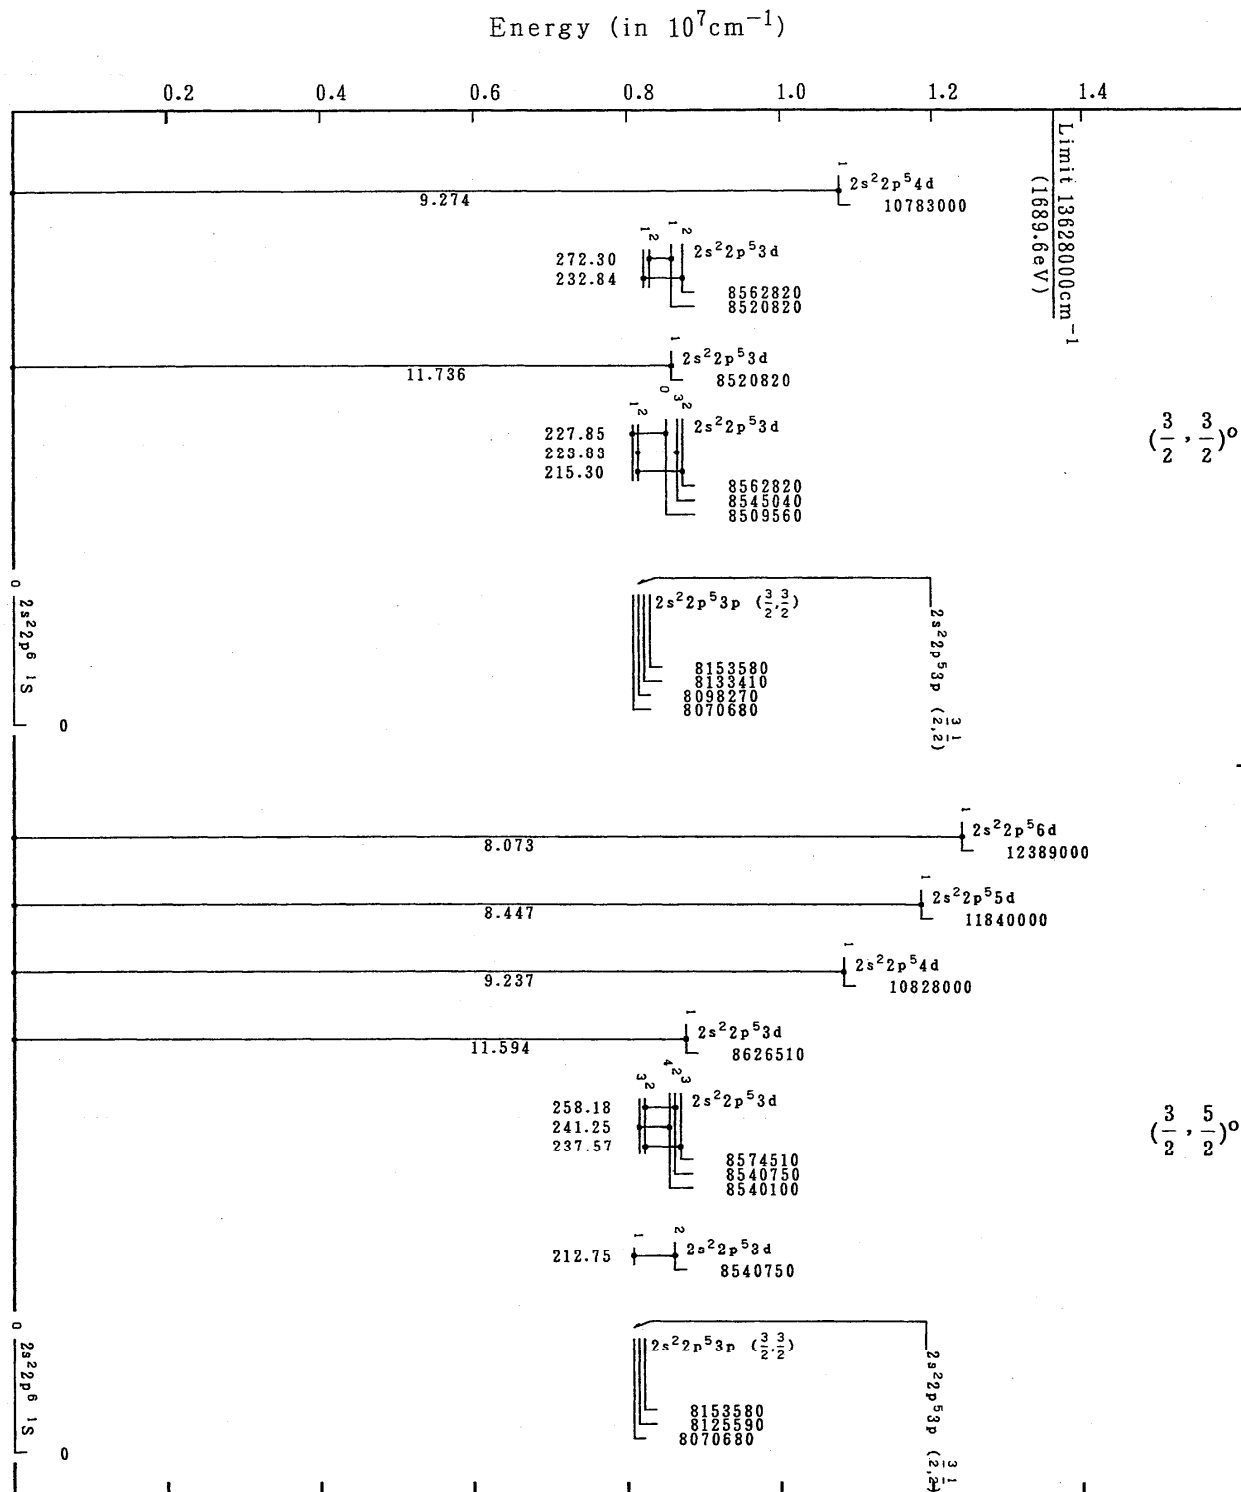 Energy (in 10⁷cm⁻¹)
0.2 0.4 0.6 0.8 1.0 1.2 1.4
Limit 13628000cm⁻¹
(1689.6eV)
1
2s²2p⁵4d
9.274
10783000
1 2 1 2
2s²2p⁵3d
272.30
232.84
8562820
8520820
1
2s²2p⁵3d
11.736
8520820
1 2 0 3 2
2s²2p⁵3d
227.85
223.83
215.30
8562820
8545040
8509560
(3/2, 3/2)°
0
2s²2p⁶ ¹S
0
2s²2p⁵3p (3/2,3/2)
8153580
8133410
8098270
8070680
2s²2p⁵3p (3/2,1/2)
1
2s²2p⁵6d
8.073
12389000
1
2s²2p⁵5d
8.447
11840000
1
2s²2p⁵4d
9.237
10828000
1
2s²2p⁵3d
11.594
8626510
3 2 4 2 3
2s²2p⁵3d
258.18
241.25
237.57
8574510
8540750
8540100
(3/2, 5/2)°
1 2
212.75
2s²2p⁵3d
8540750
0
2s²2p⁶ ¹S
0
2s²2p⁵3p (3/2,3/2)
8153580
8125590
8070680
2s²2p⁵3p (3/2,1/2)